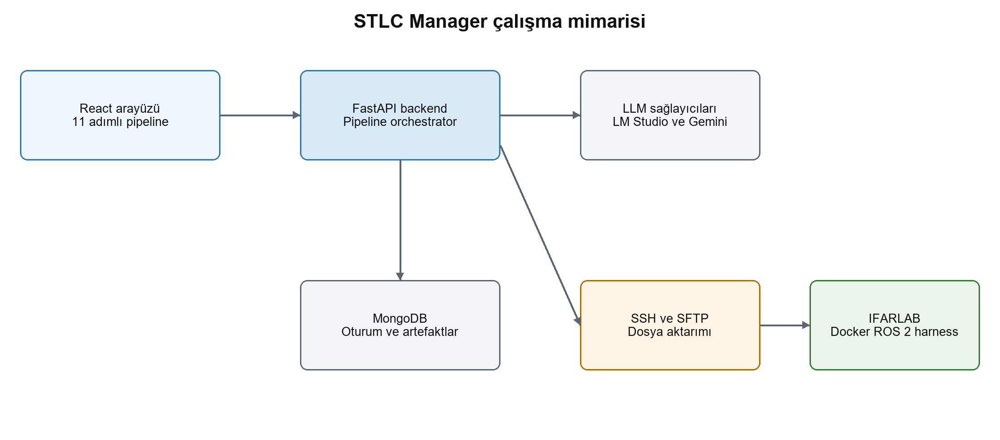 STLC Manager çalışma mimarisi
React arayüzü
11 adımlı pipeline
FastAPI backend
Pipeline orchestrator
LLM sağlayıcıları
LM Studio ve Gemini
MongoDB
Oturum ve artefaktlar
SSH ve SFTP
Dosya aktarımı
IFARLAB
Docker ROS 2 harness